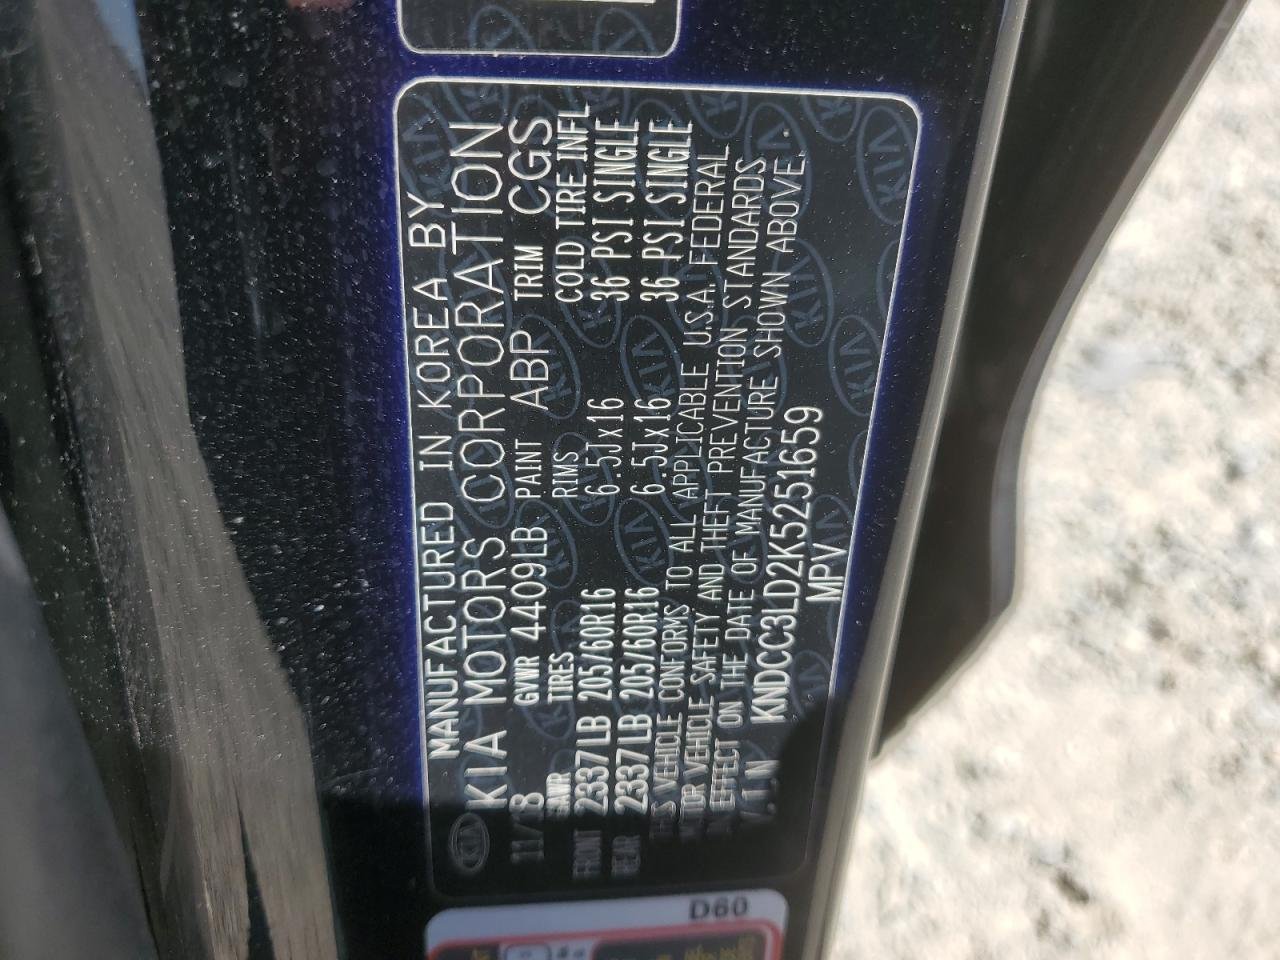 MANUFACTURED IN KOREA BY
KIA KIA MOTORS CORPORATION
11/18 GVWR 4409LB PAINT ABP TRIM CGS
GAWR TIRES RIMS COLD TIRE INFL
FRONT 2337LB 205/60R16 6.5Jx16 36 PSI SINGLE
REAR 2337LB 205/60R16 6.5Jx16 36 PSI SINGLE
THIS VEHICLE CONFORMS TO ALL APPLICABLE U.S.A. FEDERAL
MOTOR VEHICLE SAFETY AND THEFT PREVENTION STANDARDS
IN EFFECT ON THE DATE OF MANUFACTURE SHOWN ABOVE.
V.I.N KNDCC3LD2K5251659
MPV
D60